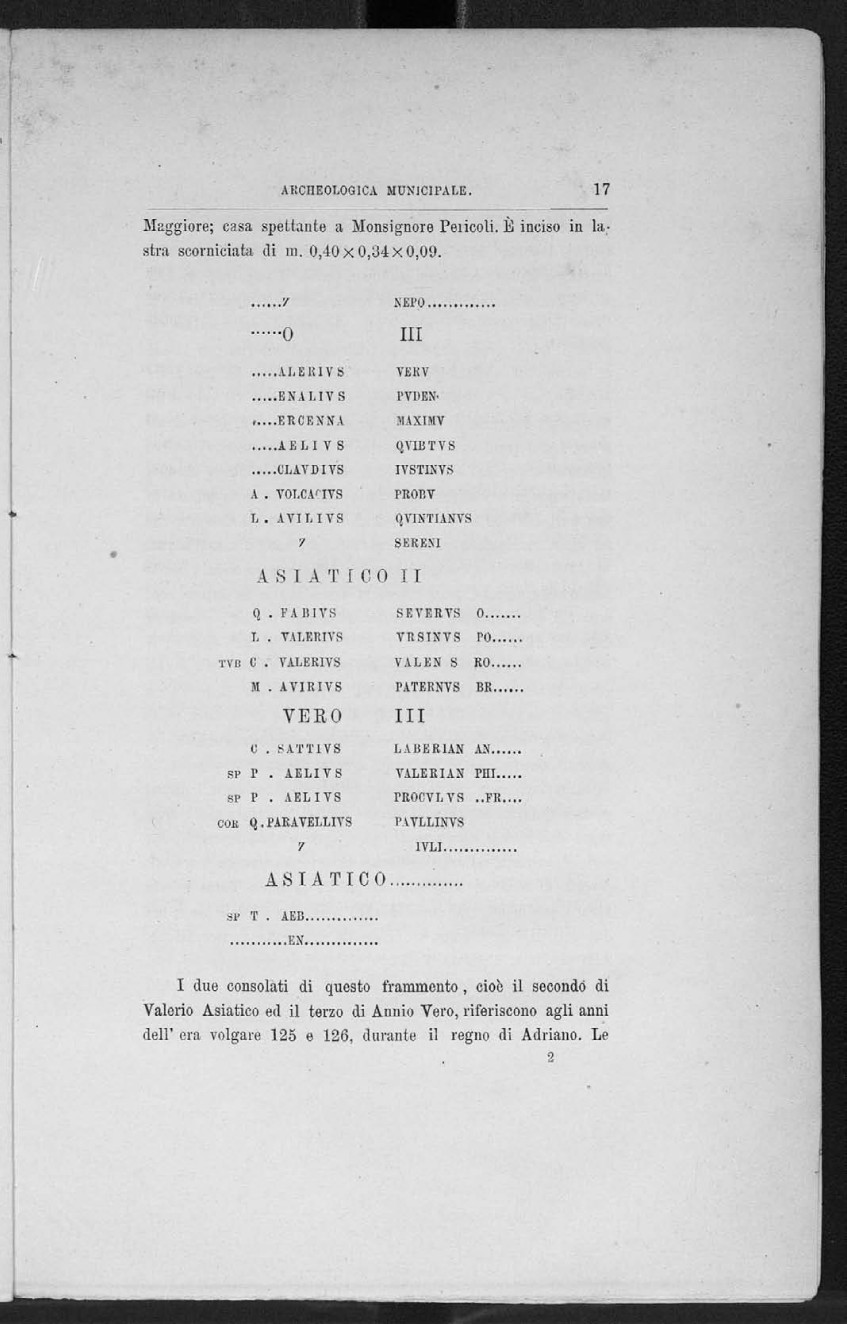 ARCHEOLOGICA MUNICIPALE. 17
Maggiore; casa spettante a Monsignore Pericoli. È inciso in la-
stra scorniciata di m. 0,40 × 0,34 × 0,09.
......7 NEPO.............
......O III
.....ALERIVS VERV
.....ENALIVS PVDEN·
.....ERCENNA MAXIMV
.....AELIVS QVIETVS
.....CLAVDIVS IVSTINVS
A . VOLCACIVS PROBV
L . AVILIVS QVINTIANVS
7 SERENI
ASIATICO II
Q . FABIVS SEVERVS O.......
L . VALERIVS VRSINVS PO......
TVB C . VALERIVS VALENS RO......
M . AVIRIVS PATERNVS BR......
VERO III
C . SATTIVS LABERIAN AN......
SP P . AELIVS VALERIAN PHI.....
SP P . AELIVS PROCVLVS ..FR....
COR Q.PARAVELLIVS PAVLLINVS
7 IVLI..............
ASIATICO..............
SP T . AEB..............
...........EN..............
I due consolati di questo frammento , cioè il secondo di
Valerio Asiatico ed il terzo di Annio Vero, riferiscono agli anni
dell' era volgare 125 e 126, durante il regno di Adriano. Le
2